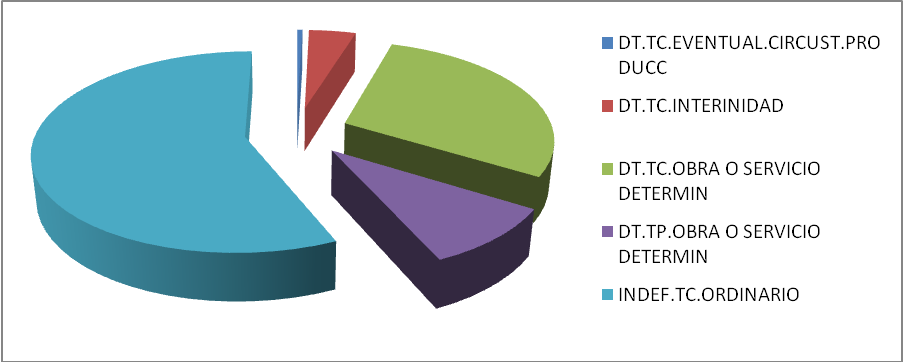 DT.TC.EVENTUAL.CIRCUST.PRO
DUCC
DT.TC.INTERINIDAD
DT.TC.OBRA O SERVICIO
DETERMIN
DT.TP.OBRA O SERVICIO
DETERMIN
INDEF.TC.ORDINARIO